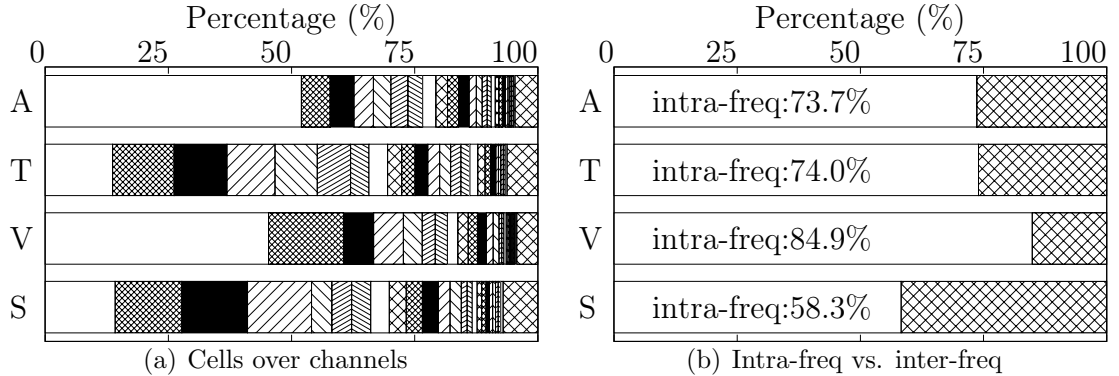 Percentage (%)
0 25 50 75 100
A
T
V
S
(a) Cells over channels
Percentage (%)
0 25 50 75 100
A intra-freq:73.7%
T intra-freq:74.0%
V intra-freq:84.9%
S intra-freq:58.3%
(b) Intra-freq vs. inter-freq